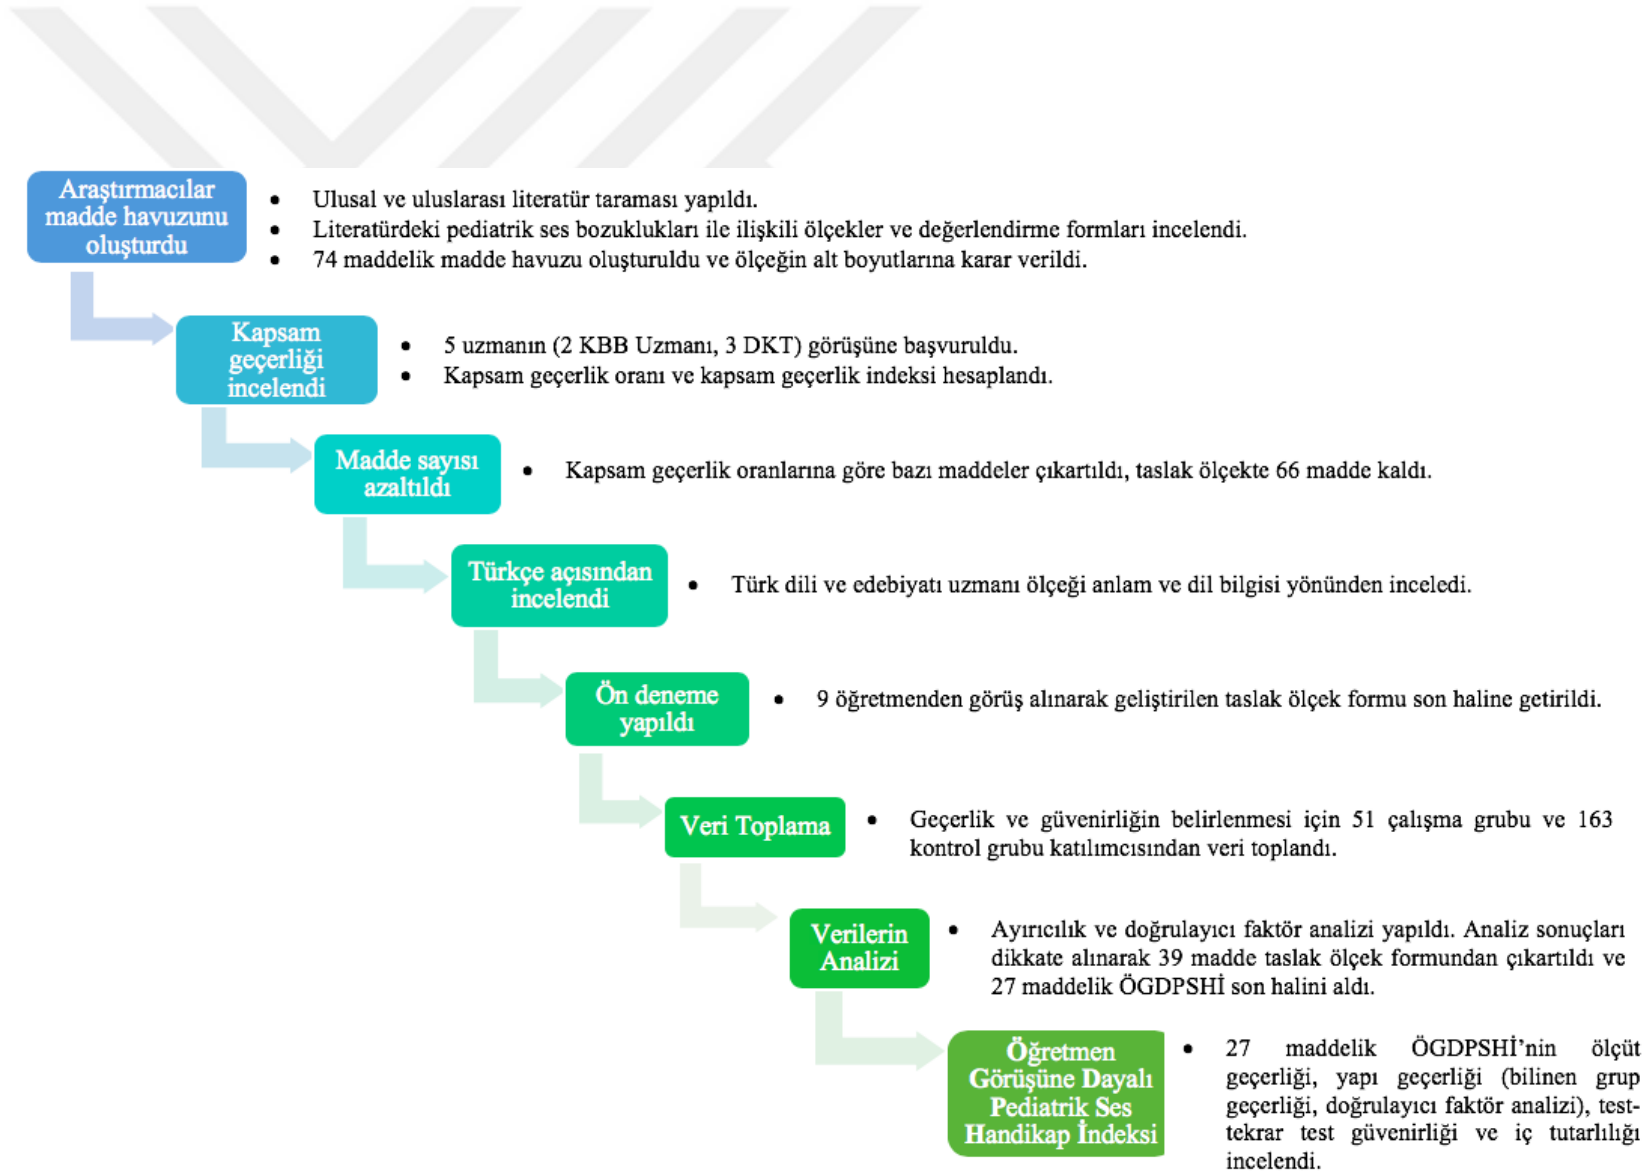 Araştırmacılar
madde havuzunu
oluşturdu
• Ulusal ve uluslarası literatür taraması yapıldı.
• Literatürdeki pediatrik ses bozuklukları ile ilişkili ölçekler ve değerlendirme formları incelendi.
• 74 maddelik madde havuzu oluşturuldu ve ölçeğin alt boyutlarına karar verildi.
Kapsam
geçerliği
incelendi
• 5 uzmanın (2 KBB Uzmanı, 3 DKT) görüşüne başvuruldu.
• Kapsam geçerlik oranı ve kapsam geçerlik indeksi hesaplandı.
Madde sayısı
azaltıldı
• Kapsam geçerlik oranlarına göre bazı maddeler çıkartıldı, taslak ölçekte 66 madde kaldı.
Türkçe açısından
incelendi
• Türk dili ve edebiyatı uzmanı ölçeği anlam ve dil bilgisi yönünden inceledi.
Ön deneme
yapıldı
• 9 öğretmenden görüş alınarak geliştirilen taslak ölçek formu son haline getirildi.
Veri Toplama
• Geçerlik ve güvenirliğin belirlenmesi için 51 çalışma grubu ve 163
kontrol grubu katılımcısından veri toplandı.
Verilerin
Analizi
• Ayırıcılık ve doğrulayıcı faktör analizi yapıldı. Analiz sonuçları
dikkate alınarak 39 madde taslak ölçek formundan çıkartıldı ve
27 maddelik ÖGDPSHİ son halini aldı.
Öğretmen
Görüşüne Dayalı
Pediatrik Ses
Handikap İndeksi
• 27 maddelik ÖGDPSHİ’nin ölçüt
geçerliği, yapı geçerliği (bilinen grup
geçerliği, doğrulayıcı faktör analizi), test-
tekrar test güvenirliği ve iç tutarlılığı
incelendi.